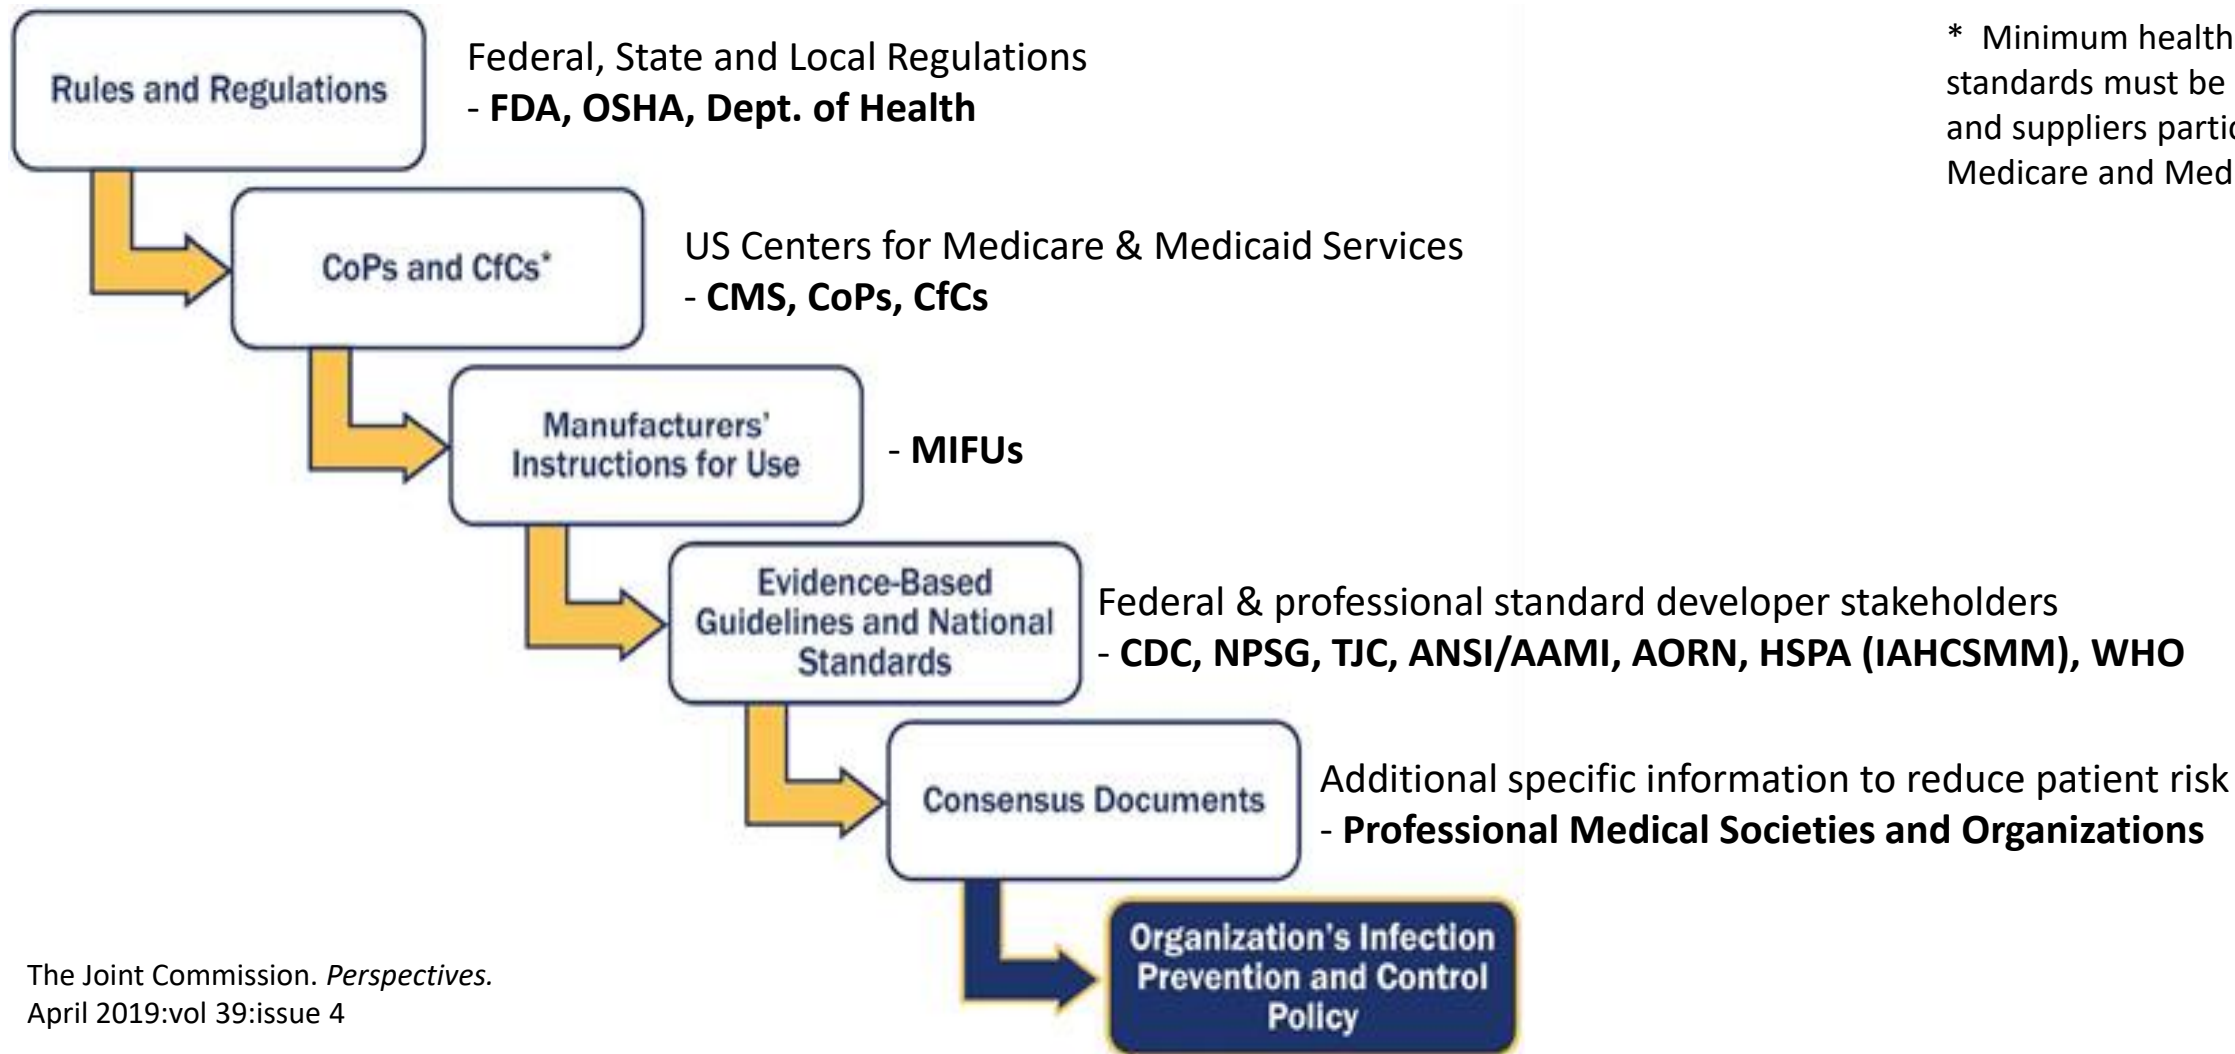 Rules and Regulations
Federal, State and Local Regulations
- FDA, OSHA, Dept. of Health
* Minimum health
standards must be
and suppliers
Medicare and
CoPs and CfCs*
US Centers for Medicare & Medicaid Services
- CMS, CoPs, CfCs
Manufacturers'
Instructions for Use
- MIFUs
Evidence-Based
Guidelines and National
Standards
Federal & professional standard developer stakeholders
- CDC, NPSG, TJC, ANSI/AAMI, AORN, HSPA (IAHCSMM), WHO
Consensus Documents
Additional specific information to reduce patient risk
- Professional Medical Societies and Organizations
Organization's Infection
Prevention and Control
Policy
The Joint Commission. Perspectives.
April 2019:vol 39:issue 4